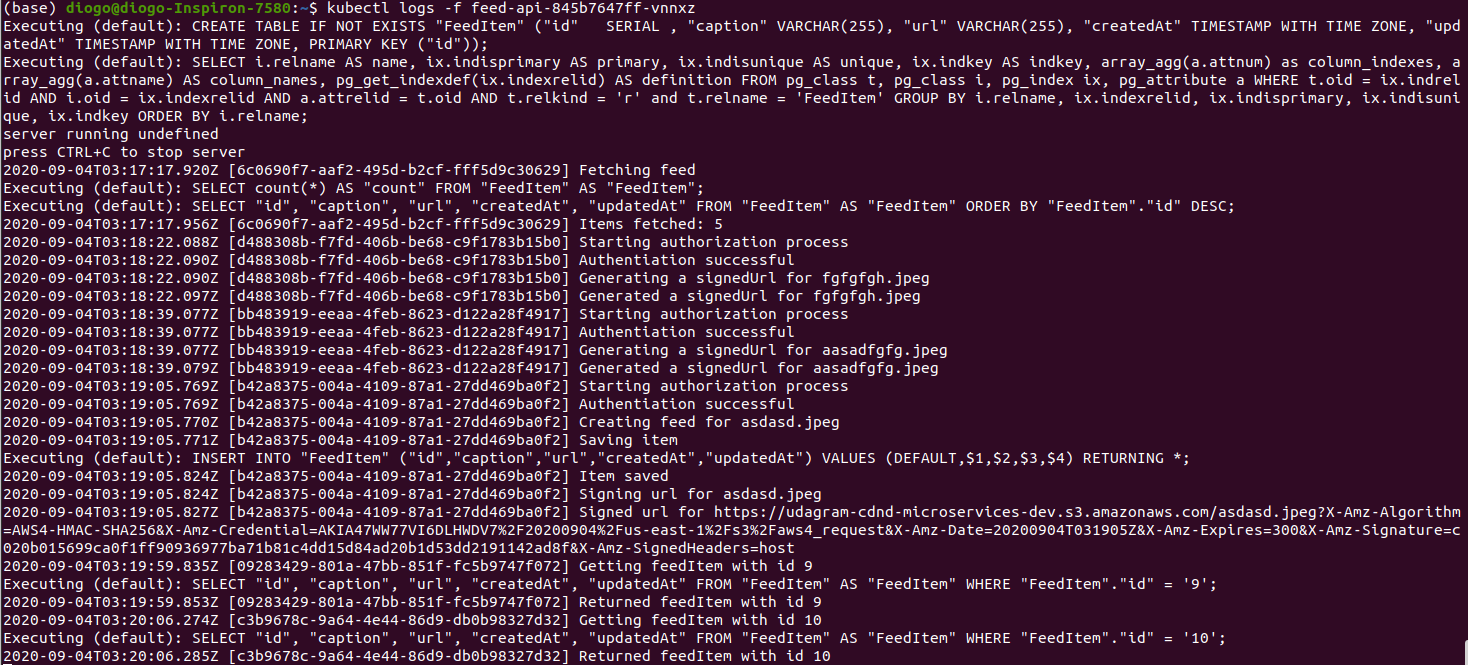 (base) diogo@diogo-Inspiron-7580:~$ kubectl logs -f feed-api-845b7647ff-vnnxz
Executing (default): CREATE TABLE IF NOT EXISTS "FeedItem" ("id"   SERIAL , "caption" VARCHAR(255), "url" VARCHAR(255), "createdAt" TIMESTAMP WITH TIME ZONE, "upd
atedAt" TIMESTAMP WITH TIME ZONE, PRIMARY KEY ("id"));
Executing (default): SELECT i.relname AS name, ix.indisprimary AS primary, ix.indisunique AS unique, ix.indkey AS indkey, array_agg(a.attnum) as column_indexes, a
rray_agg(a.attname) AS column_names, pg_get_indexdef(ix.indexrelid) AS definition FROM pg_class t, pg_class i, pg_index ix, pg_attribute a WHERE t.oid = ix.indrel
id AND i.oid = ix.indexrelid AND a.attrelid = t.oid AND t.relkind = 'r' and t.relname = 'FeedItem' GROUP BY i.relname, ix.indexrelid, ix.indisprimary, ix.indisuni
que, ix.indkey ORDER BY i.relname;
server running undefined
press CTRL+C to stop server
2020-09-04T03:17:17.920Z [6c0690f7-aaf2-495d-b2cf-fff5d9c30629] Fetching feed
Executing (default): SELECT count(*) AS "count" FROM "FeedItem" AS "FeedItem";
Executing (default): SELECT "id", "caption", "url", "createdAt", "updatedAt" FROM "FeedItem" AS "FeedItem" ORDER BY "FeedItem"."id" DESC;
2020-09-04T03:17:17.956Z [6c0690f7-aaf2-495d-b2cf-fff5d9c30629] Items fetched: 5
2020-09-04T03:18:22.088Z [d488308b-f7fd-406b-be68-c9f1783b15b0] Starting authorization process
2020-09-04T03:18:22.090Z [d488308b-f7fd-406b-be68-c9f1783b15b0] Authentiation successful
2020-09-04T03:18:22.090Z [d488308b-f7fd-406b-be68-c9f1783b15b0] Generating a signedUrl for fgfgfgh.jpeg
2020-09-04T03:18:22.097Z [d488308b-f7fd-406b-be68-c9f1783b15b0] Generated a signedUrl for fgfgfgh.jpeg
2020-09-04T03:18:39.077Z [bb483919-eeaa-4feb-8623-d122a28f4917] Starting authorization process
2020-09-04T03:18:39.077Z [bb483919-eeaa-4feb-8623-d122a28f4917] Authentiation successful
2020-09-04T03:18:39.077Z [bb483919-eeaa-4feb-8623-d122a28f4917] Generating a signedUrl for aasadfgfg.jpeg
2020-09-04T03:18:39.079Z [bb483919-eeaa-4feb-8623-d122a28f4917] Generated a signedUrl for aasadfgfg.jpeg
2020-09-04T03:19:05.769Z [b42a8375-004a-4109-87a1-27dd469ba0f2] Starting authorization process
2020-09-04T03:19:05.769Z [b42a8375-004a-4109-87a1-27dd469ba0f2] Authentiation successful
2020-09-04T03:19:05.770Z [b42a8375-004a-4109-87a1-27dd469ba0f2] Creating feed for asdasd.jpeg
2020-09-04T03:19:05.771Z [b42a8375-004a-4109-87a1-27dd469ba0f2] Saving item
Executing (default): INSERT INTO "FeedItem" ("id","caption","url","createdAt","updatedAt") VALUES (DEFAULT,$1,$2,$3,$4) RETURNING *;
2020-09-04T03:19:05.824Z [b42a8375-004a-4109-87a1-27dd469ba0f2] Item saved
2020-09-04T03:19:05.824Z [b42a8375-004a-4109-87a1-27dd469ba0f2] Signing url for asdasd.jpeg
2020-09-04T03:19:05.827Z [b42a8375-004a-4109-87a1-27dd469ba0f2] Signed url for https://udagram-cdnd-microservices-dev.s3.amazonaws.com/asdasd.jpeg?X-Amz-Algorithm
=AWS4-HMAC-SHA256&X-Amz-Credential=AKIA47WW77VI6DLHWDV7%2F20200904%2Fus-east-1%2Fs3%2Faws4_request&X-Amz-Date=20200904T031905Z&X-Amz-Expires=300&X-Amz-Signature=c
020b015699ca0f1ff90936977ba71b81c4dd15d84ad20b1d53dd2191142ad8f&X-Amz-SignedHeaders=host
2020-09-04T03:19:59.835Z [09283429-801a-47bb-851f-fc5b9747f072] Getting feedItem with id 9
Executing (default): SELECT "id", "caption", "url", "createdAt", "updatedAt" FROM "FeedItem" AS "FeedItem" WHERE "FeedItem"."id" = '9';
2020-09-04T03:19:59.853Z [09283429-801a-47bb-851f-fc5b9747f072] Returned feedItem with id 9
2020-09-04T03:20:06.274Z [c3b9678c-9a64-4e44-86d9-db0b98327d32] Getting feedItem with id 10
Executing (default): SELECT "id", "caption", "url", "createdAt", "updatedAt" FROM "FeedItem" AS "FeedItem" WHERE "FeedItem"."id" = '10';
2020-09-04T03:20:06.285Z [c3b9678c-9a64-4e44-86d9-db0b98327d32] Returned feedItem with id 10